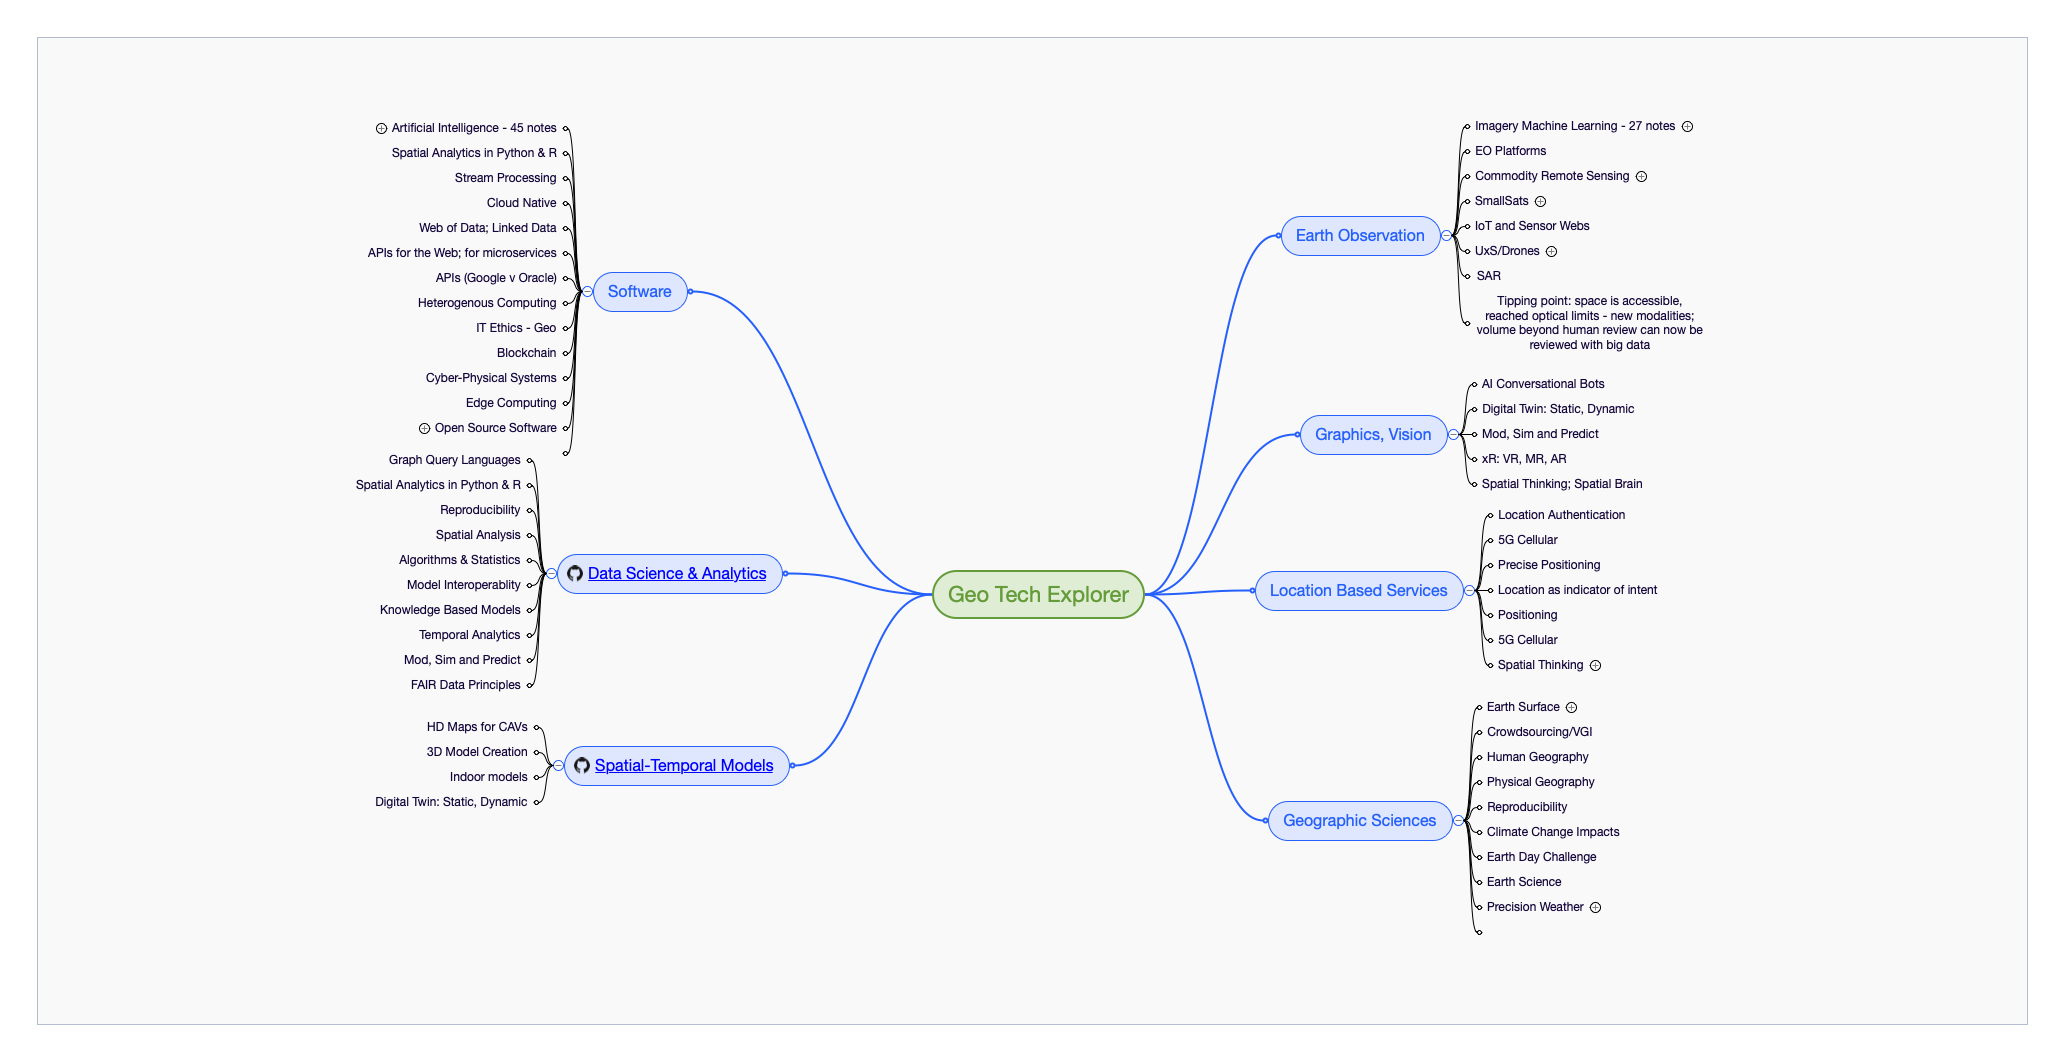 Geo Tech Explorer
Software
Artificial Intelligence - 45 notes
Spatial Analytics in Python & R
Stream Processing
Cloud Native
Web of Data; Linked Data
APIs for the Web; for microservices
APIs (Google v Oracle)
Heterogenous Computing
IT Ethics - Geo
Blockchain
Cyber-Physical Systems
Edge Computing
Open Source Software
Data Science & Analytics
Graph Query Languages
Spatial Analytics in Python & R
Reproducibility
Spatial Analysis
Algorithms & Statistics
Model Interoperablity
Knowledge Based Models
Temporal Analytics
Mod, Sim and Predict
FAIR Data Principles
Spatial-Temporal Models
HD Maps for CAVs
3D Model Creation
Indoor models
Digital Twin: Static, Dynamic
Earth Observation
Imagery Machine Learning - 27 notes
EO Platforms
Commodity Remote Sensing
SmallSats
IoT and Sensor Webs
UxS/Drones
SAR
Tipping point: space is accessible,
reached optical limits - new modalities;
volume beyond human review can now be
reviewed with big data
Graphics, Vision
AI Conversational Bots
Digital Twin: Static, Dynamic
Mod, Sim and Predict
xR: VR, MR, AR
Spatial Thinking; Spatial Brain
Location Based Services
Location Authentication
5G Cellular
Precise Positioning
Location as indicator of intent
Positioning
5G Cellular
Spatial Thinking
Geographic Sciences
Earth Surface
Crowdsourcing/VGI
Human Geography
Physical Geography
Reproducibility
Climate Change Impacts
Earth Day Challenge
Earth Science
Precision Weather